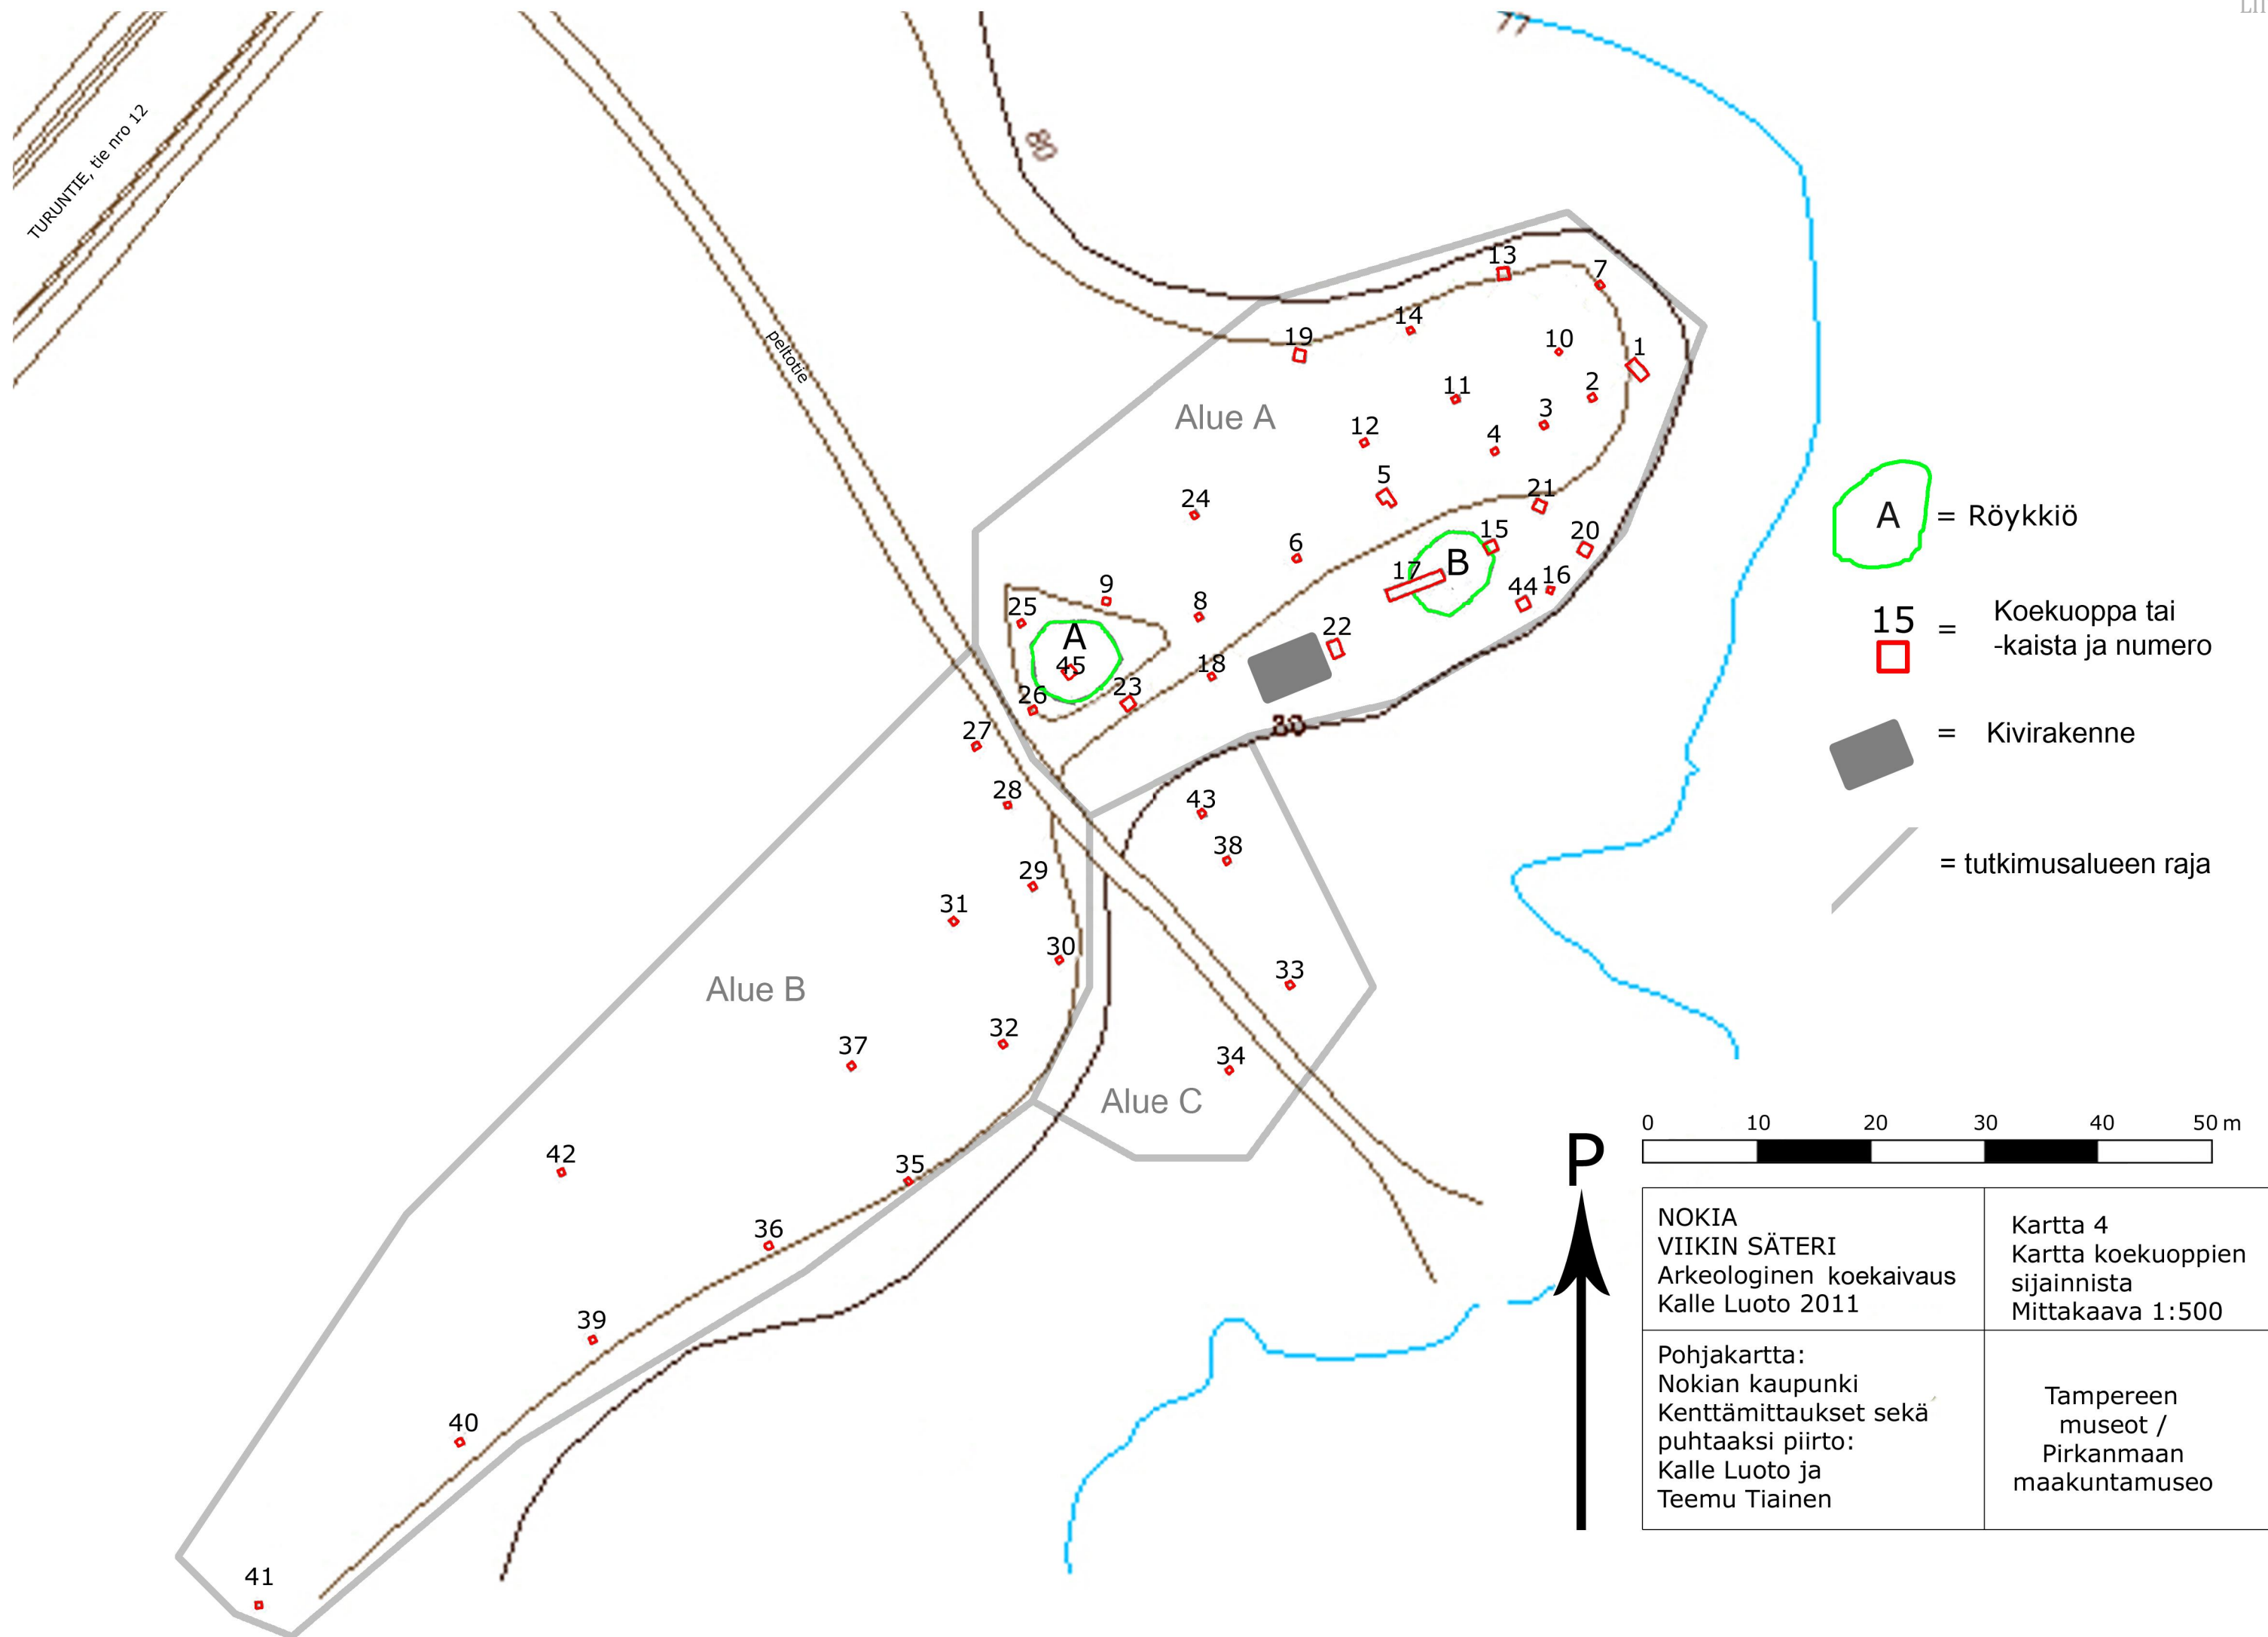 LII
77
TURUNTIE, tie nro 12
80
peltotie
13
7
14
19
10
1
Alue A
11
2
3
12
4
5
24
21
15
20
6
B
17
9
44
16
25
8
A
22
45
18
26
23
27
80
28
43
38
29
31
30
33
Alue B
32
37
34
Alue C
42
35
36
39
40
41
A
= Röykkiö
15
=
Koekuoppa tai
-kaista ja numero
=
Kivirakenne
= tutkimusalueen raja
0 10 20 30 40 50 m
P
NOKIA
VIIKIN SÄTERI
Arkeologinen koekaivaus
Kalle Luoto 2011
Kartta 4
Kartta koekuoppien
sijainnista
Mittakaava 1:500
Pohjakartta:
Nokian kaupunki
Kenttämittaukset sekä
puhtaaksi piirto:
Kalle Luoto ja
Teemu Tiainen
Tampereen
museot /
Pirkanmaan
maakuntamuseo